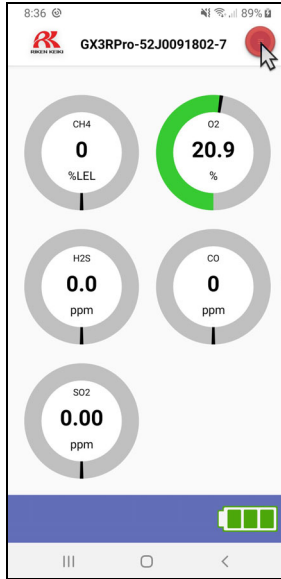 8:36 89%
RIKEN KEIKI
GX3RPro-52J0091802-7
CH4
0
%LEL
O2
20.9
%
H2S
0.0
ppm
CO
0
ppm
SO2
0.00
ppm